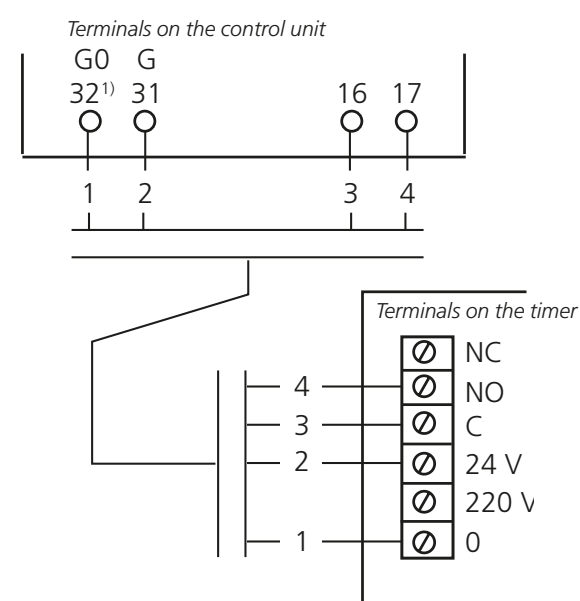 Terminals on the control unit
G0 G
32¹⁾ 31 16 17
1 2 3 4
Terminals on the timer
NC
4 NO
3 C
2 24 V
220 V
1 0